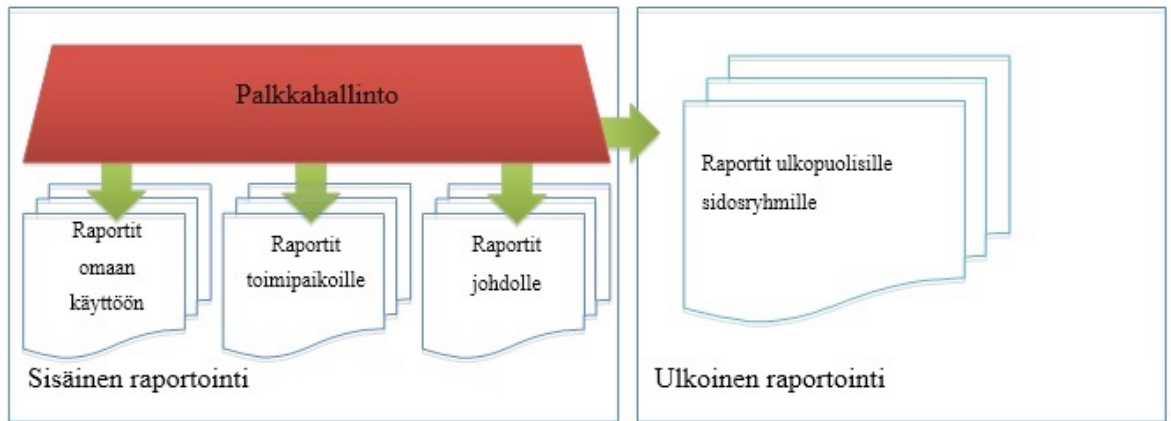 Palkkahallinto
Raportit
omaan
käyttöön
Raportit
toimipaikoille
Raportit
johdolle
Sisäinen raportointi
Raportit ulkopuolisille
sidosryhmille
Ulkoinen raportointi